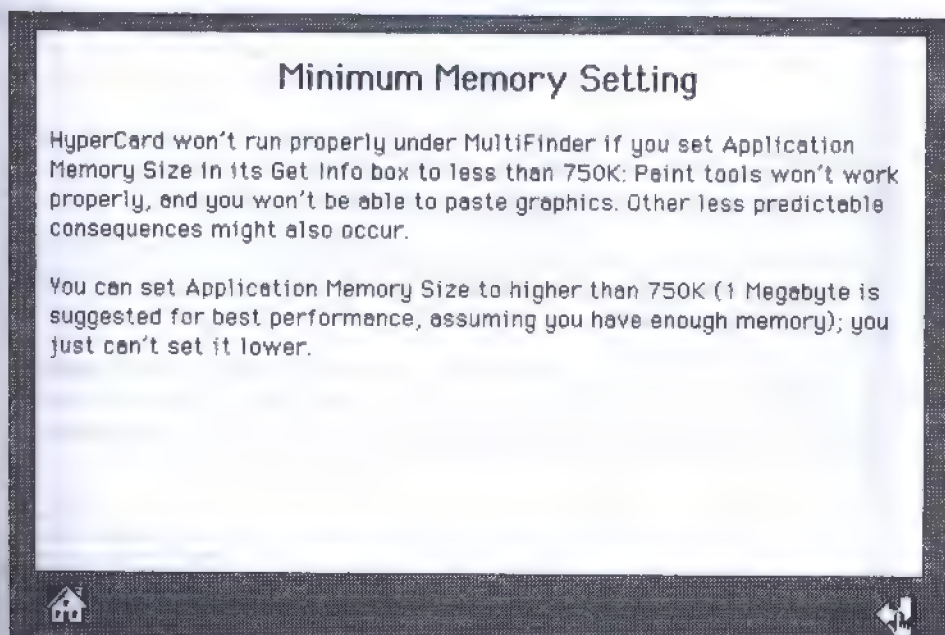 Minimum Memory Setting
HyperCard won't run properly under MultiFinder if you set Application
Memory Size in its Get Info box to less than 750K: Paint tools won't work
properly, and you won't be able to paste graphics. Other less predictable
consequences might also occur.
You can set Application Memory Size to higher than 750K (1 Megabyte is
suggested for best performance, assuming you have enough memory); you
just can't set it lower.